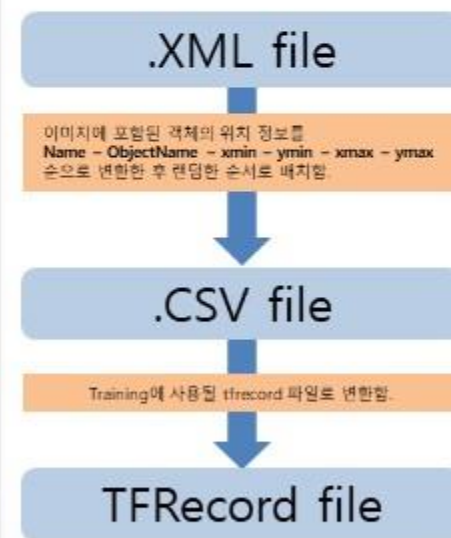 .XML file
이미지에 포함된 객체의 위치 정보를
Name – ObjectName – xmin – ymin – xmax – ymax
순으로 변환한 후 랜덤한 순서로 배치함.
.CSV file
Training에 사용될 tfrecord 파일로 변환함.
TFRecord file